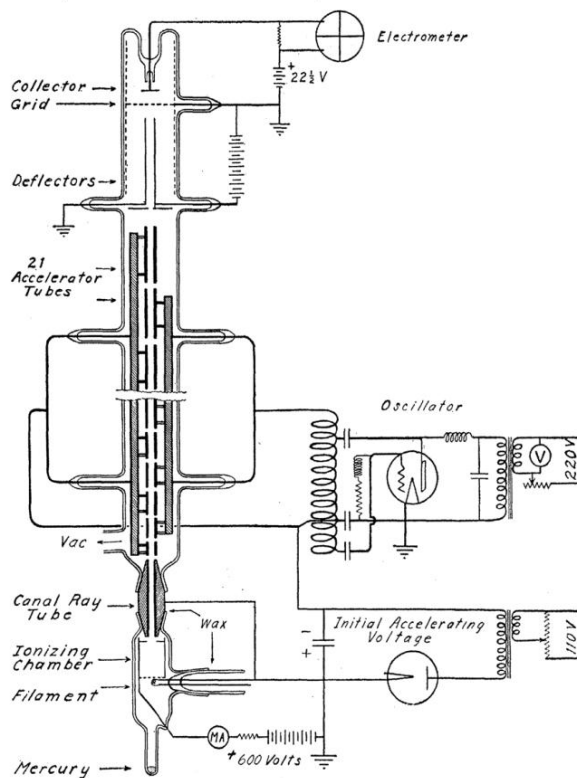 Electrometer
Collector
Grid
+
22½ V
Deflectors
21
Accelerator
Tubes
Oscillator
V
220V
Vac
Canal Ray
Tube
Wax
Initial Accelerating
Voltage
-
+
110V
Ionizing
Chamber
Filament
MA
+600 Volts
Mercury